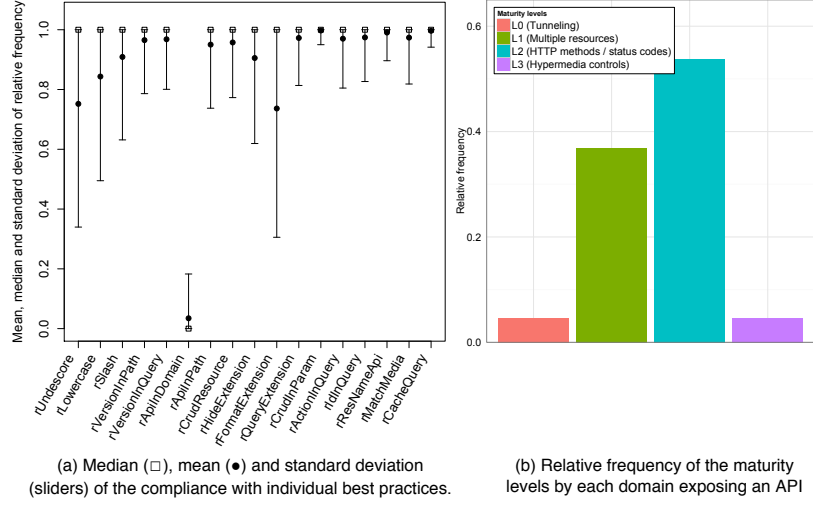 Mean, median and standard deviation of relative frequency
1.0
0.8
0.6
0.4
0.2
0.0
rUndescore
rLowercase
rSlash
rVersionInPath
rVersionInQuery
rApiInDomain
rApiInPath
rCrudResource
rHideExtension
rFormatExtension
rQueryExtension
rCrudInParam
rActionInQuery
rIdInQuery
rResNameApi
rMatchMedia
rCacheQuery
(a) Median (□), mean (●) and standard deviation
(sliders) of the compliance with individual best practices.
Maturity levels
L0 (Tunneling)
L1 (Multiple resources)
L2 (HTTP methods / status codes)
L3 (Hypermedia controls)
Relative frequency
0.6
0.4
0.2
0.0
(b) Relative frequency of the maturity
levels by each domain exposing an API